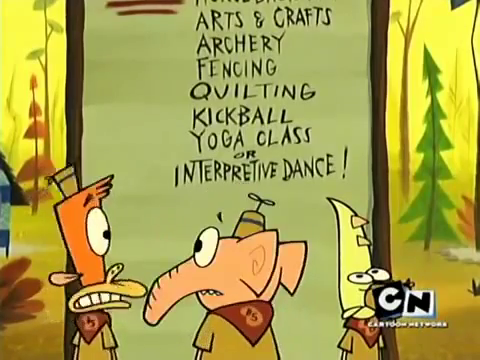 ARTS & CRAFTS
ARCHERY
FENCING
QUILTING
KICKBALL
YOGA CLASS
OR
INTERPRETIVE DANCE!
CN
CARTOON NETWORK